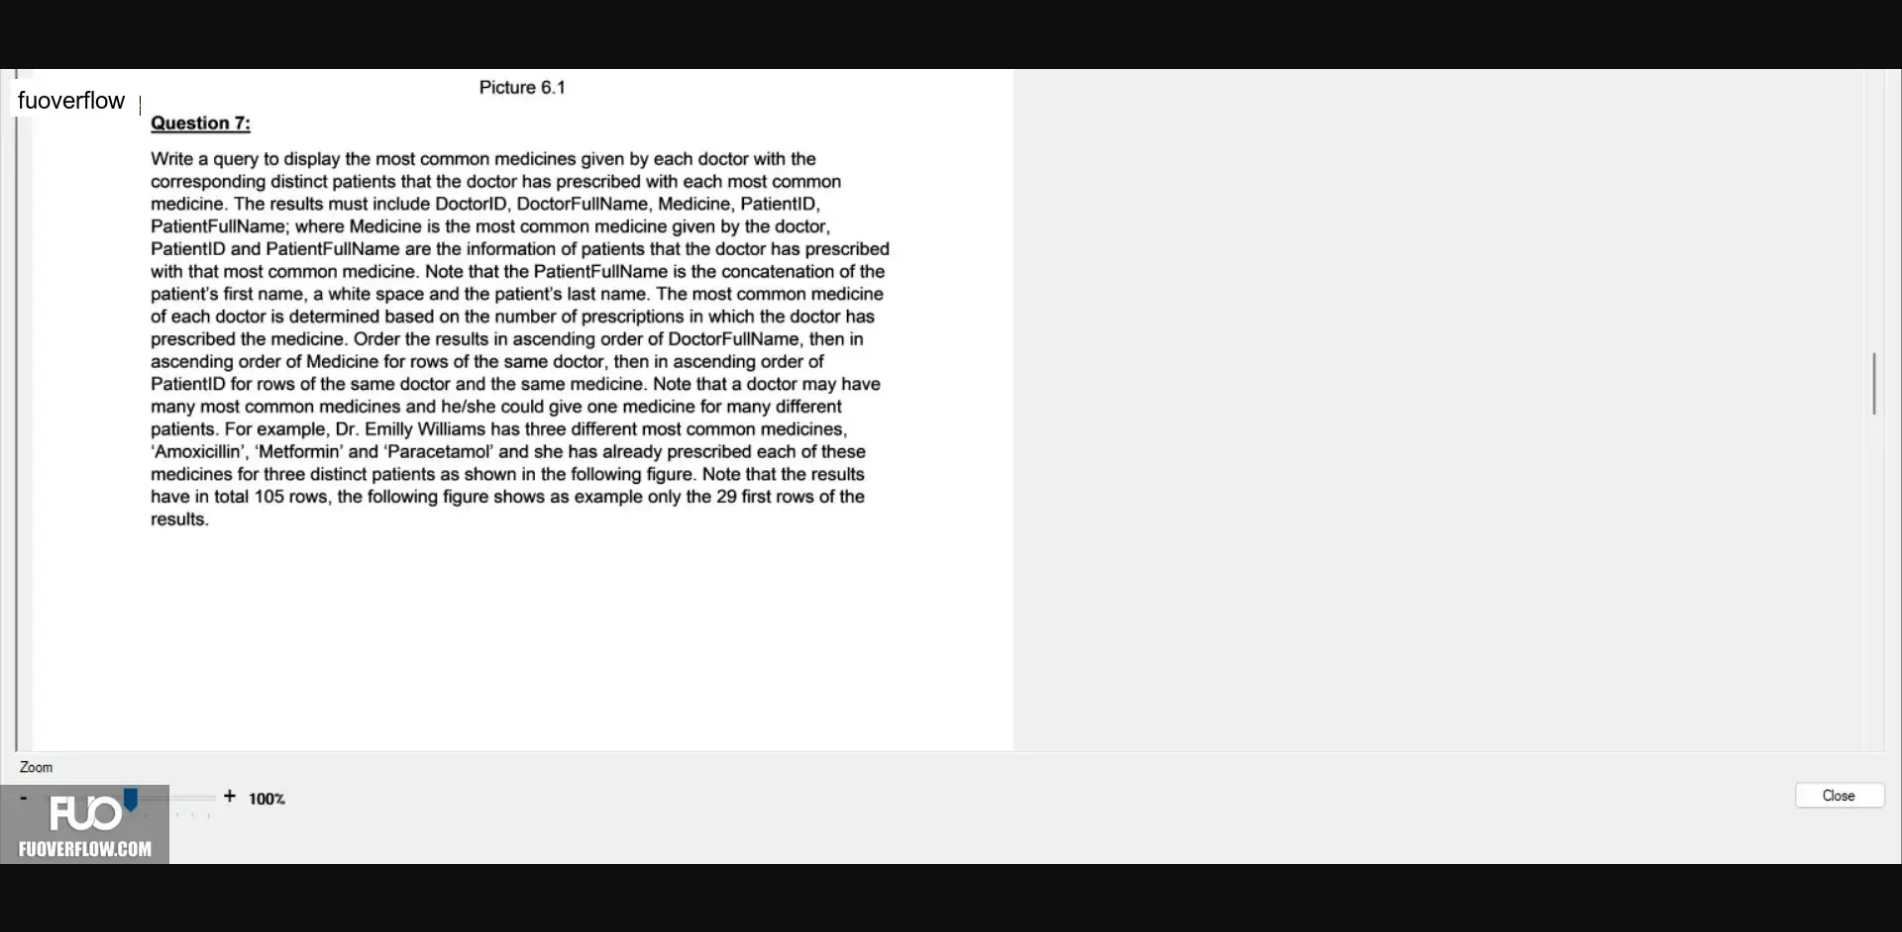 Picture 6.1
fuoverflow
Question 7:
Write a query to display the most common medicines given by each doctor with the
corresponding distinct patients that the doctor has prescribed with each most common
medicine. The results must include DoctorID, DoctorFullName, Medicine, PatientID,
PatientFullName; where Medicine is the most common medicine given by the doctor,
PatientID and PatientFullName are the information of patients that the doctor has prescribed
with that most common medicine. Note that the PatientFullName is the concatenation of the
patient's first name, a white space and the patient's last name. The most common medicine
of each doctor is determined based on the number of prescriptions in which the doctor has
prescribed the medicine. Order the results in ascending order of DoctorFullName, then in
ascending order of Medicine for rows of the same doctor, then in ascending order of
PatientID for rows of the same doctor and the same medicine. Note that a doctor may have
many most common medicines and he/she could give one medicine for many different
patients. For example, Dr. Emilly Williams has three different most common medicines,
‘Amoxicillin’, ‘Metformin’ and ‘Paracetamol’ and she has already prescribed each of these
medicines for three distinct patients as shown in the following figure. Note that the results
have in total 105 rows, the following figure shows as example only the 29 first rows of the
results.
Zoom
- + 100%
Close
FUO
FUOVERFLOW.COM